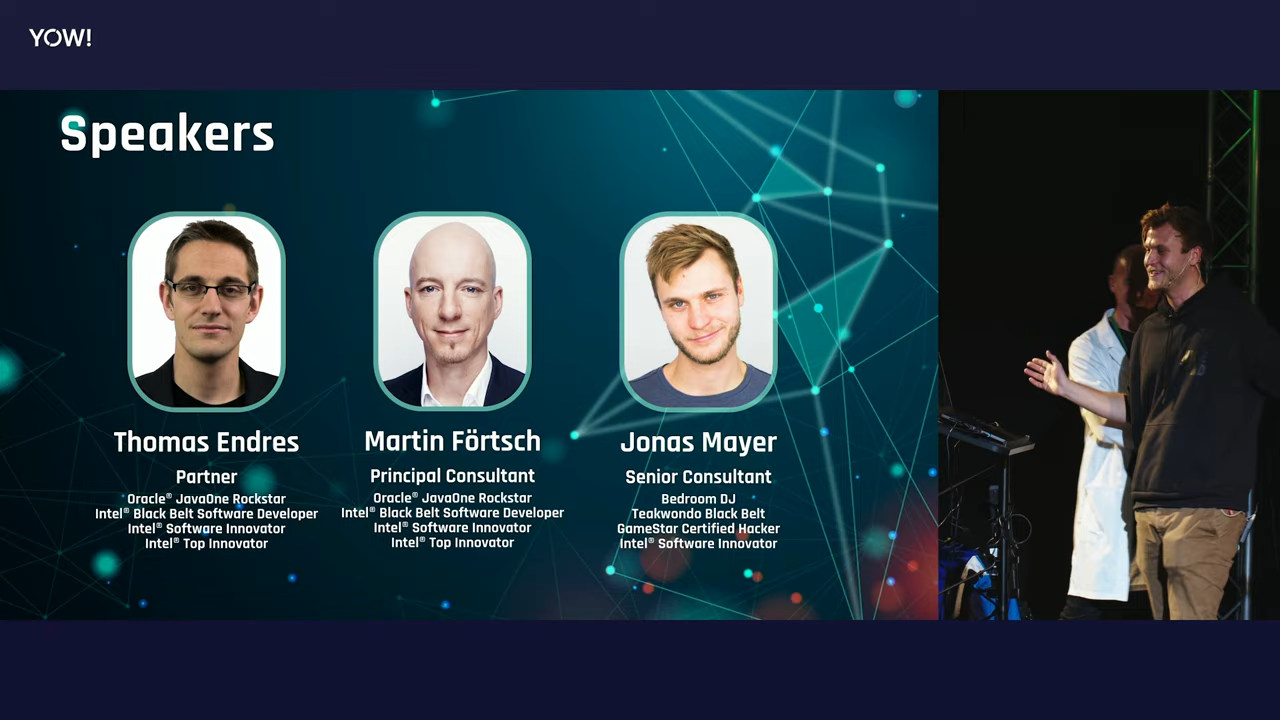 YOW!
Speakers
Thomas Endres
Partner
Oracle® JavaOne Rockstar
Intel® Black Belt Software Developer
Intel® Software Innovator
Intel® Top Innovator
Martin Förtsch
Principal Consultant
Oracle® JavaOne Rockstar
Intel® Black Belt Software Developer
Intel® Software Innovator
Intel® Top Innovator
Jonas Mayer
Senior Consultant
Bedroom DJ
Teakwondo Black Belt
GameStar Certified Hacker
Intel® Software Innovator